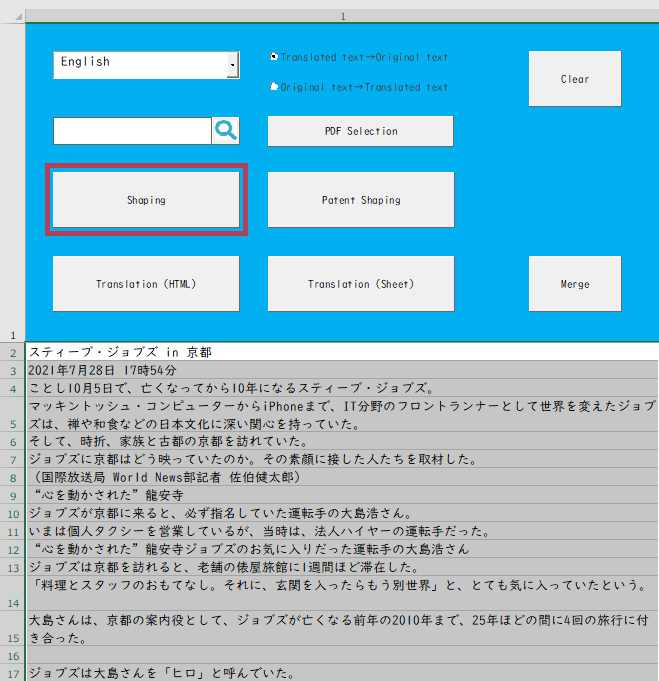 1
English
Translated text→Original text
Original text→Translated text
Clear
PDF Selection
Shaping
Patent Shaping
Translation (HTML)
Translation (Sheet)
Merge
1
2 スティーブ・ジョブズ in 京都
3 2021年7月28日 17時54分
4 ことし10月5日で、亡くなってから10年になるスティーブ・ジョブズ。
マッキントッシュ・コンピューターからiPhoneまで、IT分野のフロントランナーとして世界を変えたジョブ
5 ズは、禅や和食などの日本文化に深い関心を持っていた。
6 そして、時折、家族と古都の京都を訪れていた。
7 ジョブズに京都はどう映っていたのか。その素顔に接した人たちを取材した。
8 （国際放送局 World News部記者 佐伯健太郎）
9 “心を動かされた”龍安寺
10 ジョブズが京都に来ると、必ず指名していた運転手の大島浩さん。
11 いまは個人タクシーを営業しているが、当時は、法人ハイヤーの運転手だった。
12 “心を動かされた”龍安寺ジョブズのお気に入りだった運転手の大島浩さん
13 ジョブズは京都を訪れると、老舗の俵屋旅館に1週間ほど滞在した。
「料理とスタッフのおもてなし。それに、玄関を入ったらもう別世界」と、とても気に入っていたという。
14
大島さんは、京都の案内役として、ジョブズが亡くなる前年の2010年まで、25年ほどの間に4回の旅行に付
15 き合った。
16
17 ジョブズは大島さんを「ヒロ」と呼んでいた。